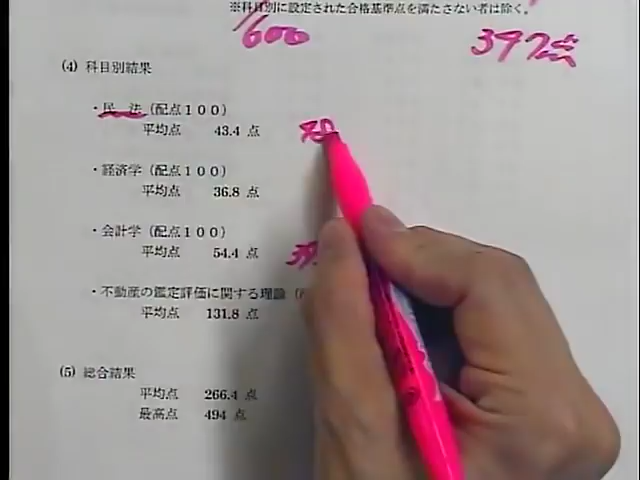 ※科目別に設定された合格基準点を満たさない者は除く。
/600
397点
(4) 科目別結果
・民 法(配点100)
平均点 43.4 点
・経済学(配点100)
平均点 36.8 点
・会計学(配点100)
平均点 54.4 点
・不動産の鑑定評価に関する理論(
平均点 131.8 点
(5) 総合結果
平均点 266.4 点
最高点 494 点